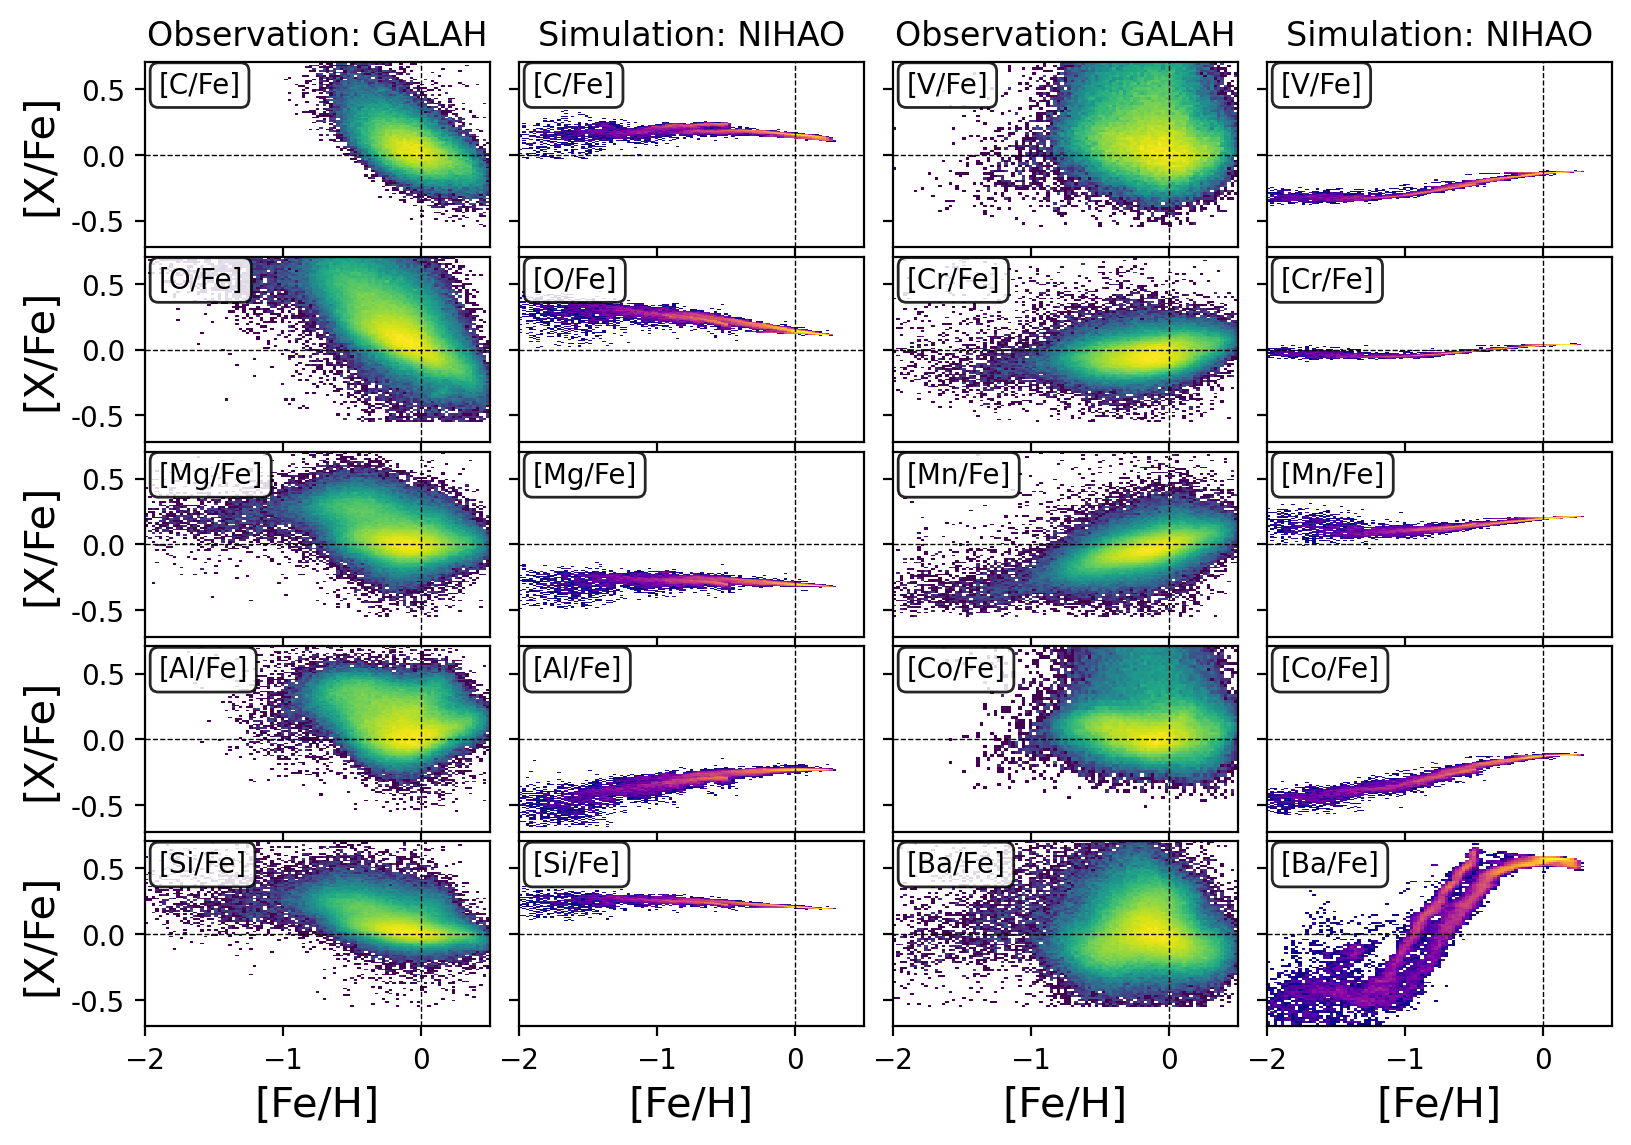 Observation: GALAH Simulation: NIHAO Observation: GALAH Simulation: NIHAO
[X/Fe] 0.5 0.0 -0.5 [C/Fe] [C/Fe] [V/Fe] [V/Fe]
[X/Fe] 0.5 0.0 -0.5 [O/Fe] [O/Fe] [Cr/Fe] [Cr/Fe]
[X/Fe] 0.5 0.0 -0.5 [Mg/Fe] [Mg/Fe] [Mn/Fe] [Mn/Fe]
[X/Fe] 0.5 0.0 -0.5 [Al/Fe] [Al/Fe] [Co/Fe] [Co/Fe]
[X/Fe] 0.5 0.0 -0.5 [Si/Fe] [Si/Fe] [Ba/Fe] [Ba/Fe]
−2 −1 0 −2 −1 0 −2 −1 0 −2 −1 0
[Fe/H] [Fe/H] [Fe/H] [Fe/H]